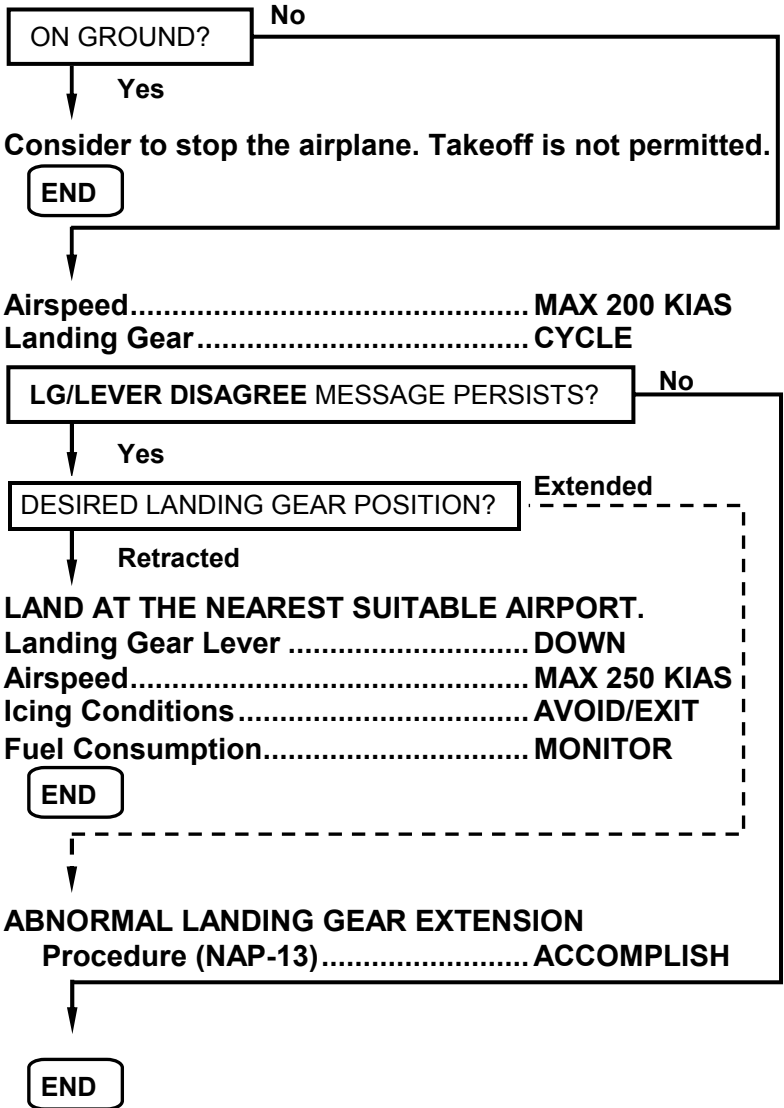 No
ON GROUND?
Yes
Consider to stop the airplane. Takeoff is not permitted.
END
Airspeed................................................ MAX 200 KIAS
Landing Gear........................................ CYCLE
LG/LEVER DISAGREE MESSAGE PERSISTS?
No
Yes
DESIRED LANDING GEAR POSITION?
Extended
Retracted
LAND AT THE NEAREST SUITABLE AIRPORT.
Landing Gear Lever ............................. DOWN
Airspeed................................................ MAX 250 KIAS
Icing Conditions................................... AVOID/EXIT
Fuel Consumption................................ MONITOR
END
ABNORMAL LANDING GEAR EXTENSION
Procedure (NAP-13)......................... ACCOMPLISH
END